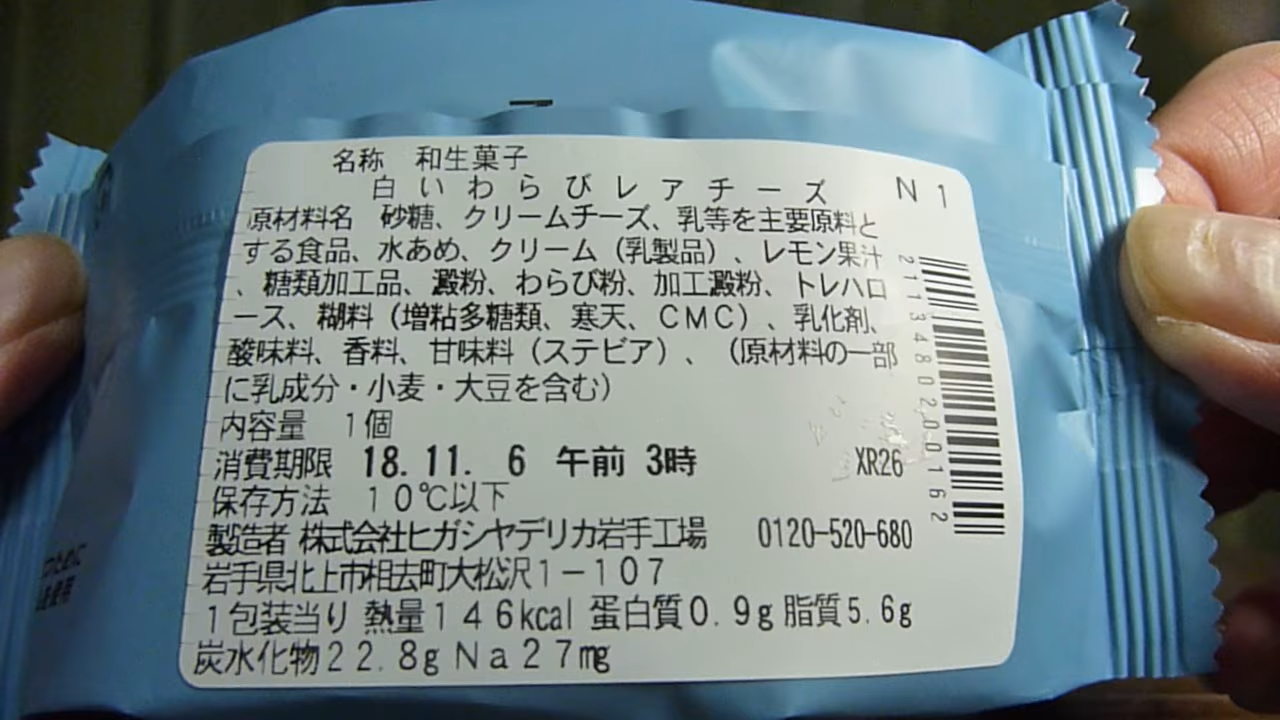 名称 和生菓子
白いわらびレアチーズ N1
原材料名 砂糖、クリームチーズ、乳等を主要原料と
する食品、水あめ、クリーム（乳製品）、レモン果汁
、糖類加工品、澱粉、わらび粉、加工澱粉、トレハロ
ース、糊料（増粘多糖類、寒天、ＣＭＣ）、乳化剤、
酸味料、香料、甘味料（ステビア）、（原材料の一部
に乳成分・小麦・大豆を含む）
内容量 1個
消費期限 18.11. 6 午前 3時 XR26
保存方法 10℃以下
製造者 株式会社ヒガシヤデリカ岩手工場 0120-520-680
岩手県北上市相去町大松沢1－107
1包装当り 熱量146kcal 蛋白質0.9g 脂質5.6g
炭水化物22.8g Na27mg
2113480200162